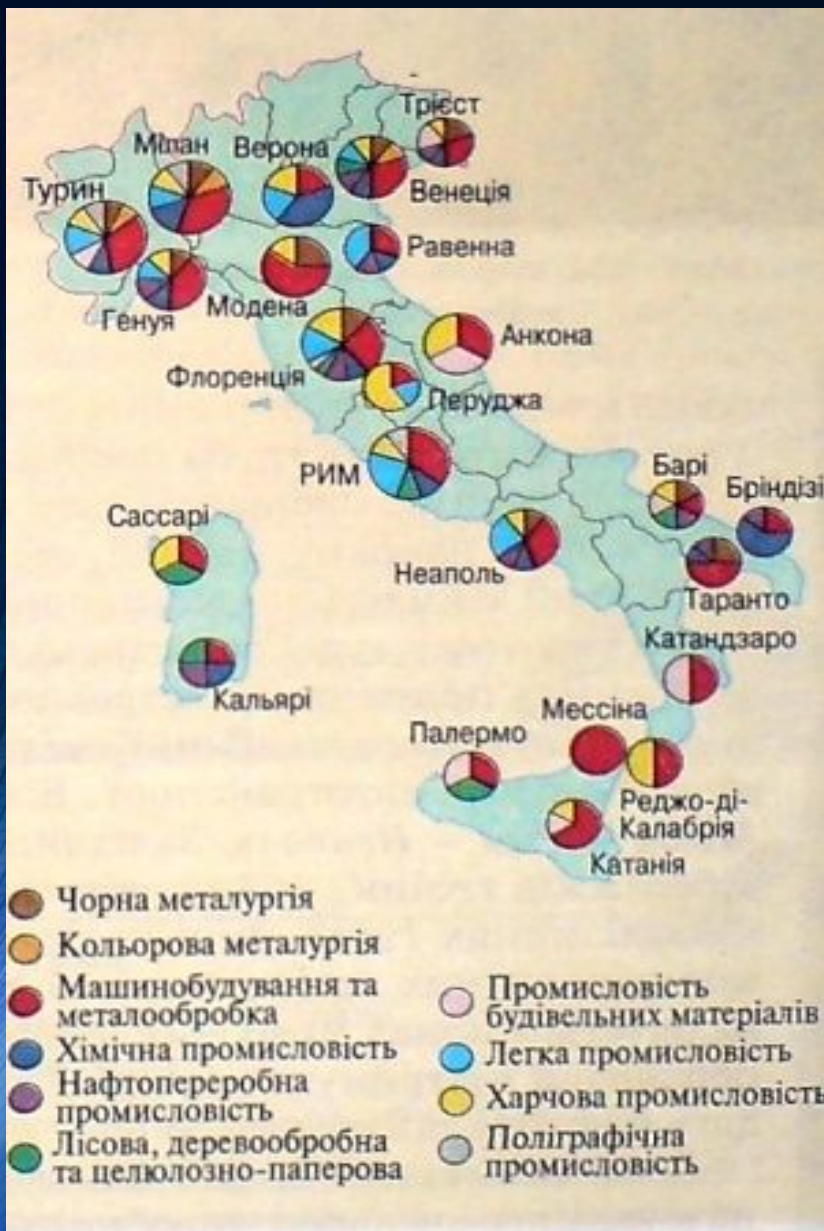 Трієст
Мілан
Верона
Турин
Венеція
Равенна
Генуя
Модена
Анкона
Флоренція
Перуджа
РИМ
Барі
Бріндізі
Сассарі
Неаполь
Таранто
Катандзаро
Кальярі
Мессіна
Палермо
Реджо-ді-
Калабрія
Катанія
Чорна металургія
Кольорова металургія
Машинобудування та
металообробка
Хімічна промисловість
Нафтопереробна
промисловість
Лісова, деревообробна
та целюлозно-паперова
Промисловість
будівельних матеріалів
Легка промисловість
Харчова промисловість
Поліграфічна
промисловість